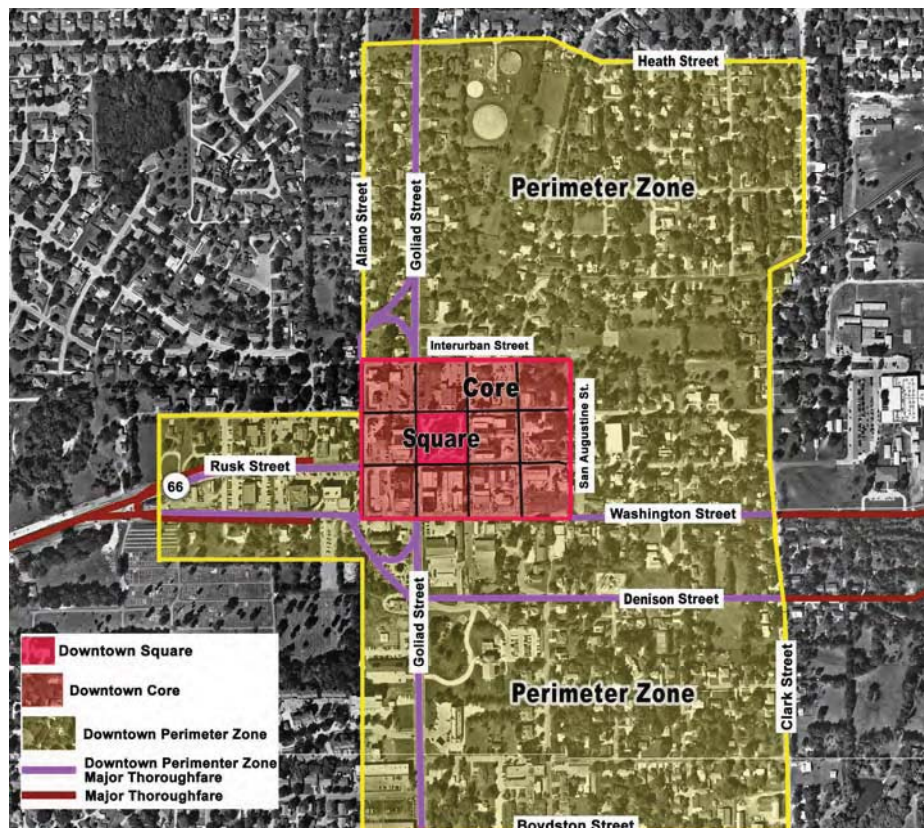 Heath Street
Perimeter Zone
Alamo Street
Goliad Street
Interurban Street
Core
Square
San Augustine St.
Rusk Street
66
Washington Street
Denison Street
Goliad Street
Perimeter Zone
Clark Street
Boydston Street
Downtown Square
Downtown Core
Downtown Perimeter Zone
Downtown Perimenter Zone
Major Thoroughfare
Major Thoroughfare